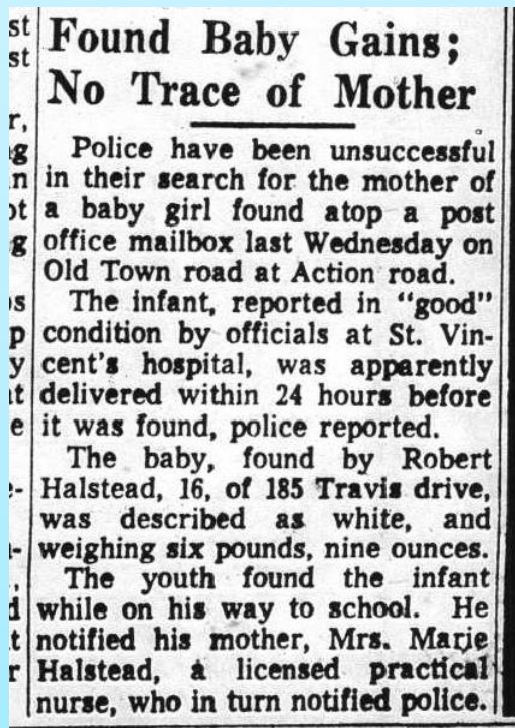 Found Baby Gains;
No Trace of Mother
Police have been unsuccessful
in their search for the mother of
a baby girl found atop a post
office mailbox last Wednesday on
Old Town road at Action road.
The infant, reported in "good"
condition by officials at St. Vin-
cent's hospital, was apparently
delivered within 24 hours before
it was found, police reported.
The baby, found by Robert
Halstead, 16, of 185 Travis drive,
was described as white, and
weighing six pounds, nine ounces.
The youth found the infant
while on his way to school. He
notified his mother, Mrs. Marie
Halstead, a licensed practical
nurse, who in turn notified police.